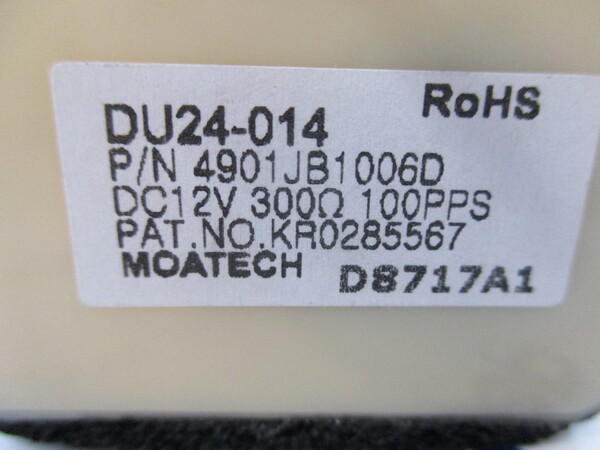 RoHS
DU24-014
P/N 4901JB1006D
DC12V 300Ω 100PPS
PAT.NO.KR0285567
MOATECH
D8717A1